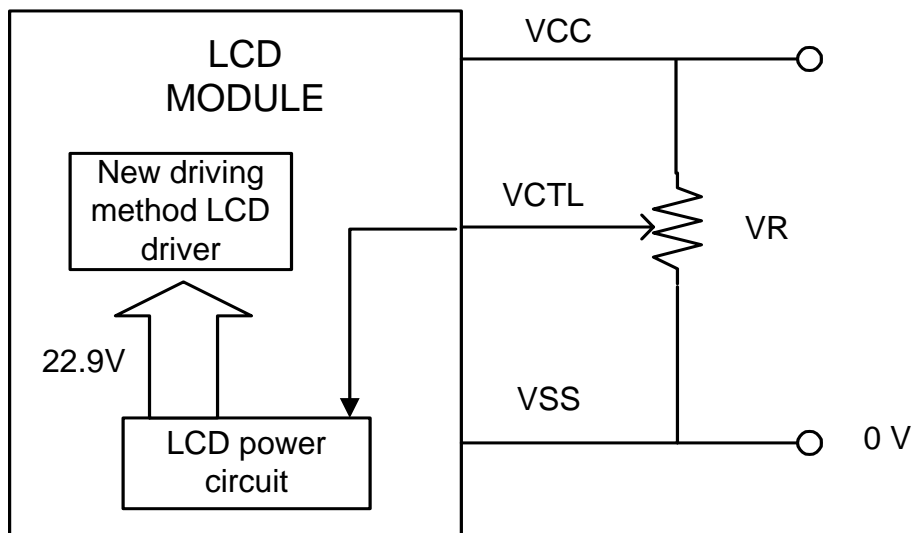 LCD
MODULE
VCC
New driving
method LCD
driver
VCTL
VR
22.9V
VSS
LCD power
circuit
0 V